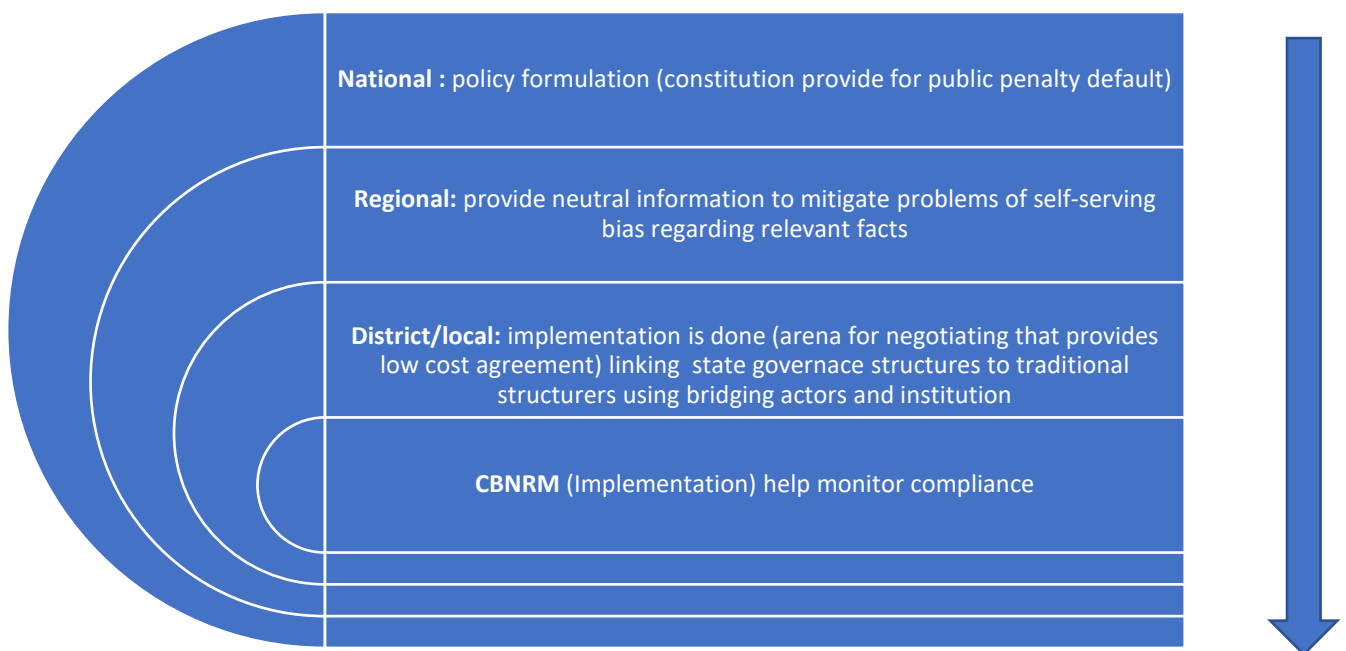 National : policy formulation (constitution provide for public penalty default)
Regional: provide neutral information to mitigate problems of self-serving
bias regarding relevant facts
District/local: implementation is done (arena for negotiating that provides
low cost agreement) linking state governace structures to traditional
structurers using bridging actors and institution
CBNRM (Implementation) help monitor compliance